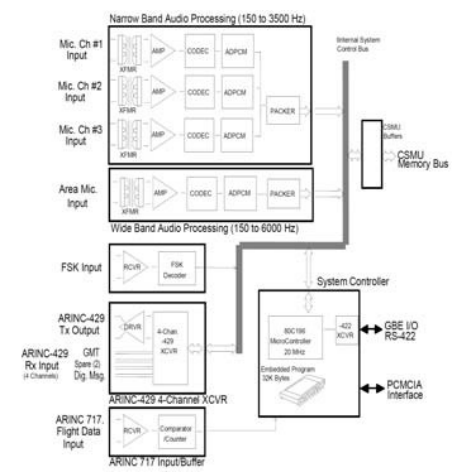 Narrow Band Audio Processing (150 to 3500 Hz)
Mic. Ch #1
Input
XFMR
AMP
CODEC
ADPCM
Mic. Ch #2
Input
XFMR
AMP
CODEC
ADPCM
PACKER
Mic. Ch #3
Input
XFMR
AMP
CODEC
ADPCM
Internal System
Control Bus
CSMU
Buffers
CSMU
Memory Bus
Area Mic.
Input
XFMR
AMP
CODEC
ADPCM
PACKER
Wide Band Audio Processing (150 to 6000 Hz)
FSK Input
RCVR
FSK
Decoder
System Controller
ARINC-429
Tx Output
DRVR
4-Chan.
429
XCVR
ARINC-429
Rx Input
(4 Channels)
GMT
Spare (2)
Dig. Msg.
ARINC-429 4-Channel XCVR
80C196
MicroController
20 MHz
-422
XCVR
GBE I/O
RS-422
Embedded Program
32K Bytes
PCMCIA
Interface
ARINC 717.
Flight Data
Input
RCVR
Comparator
/Counter
ARINC 717 Input/Buffer